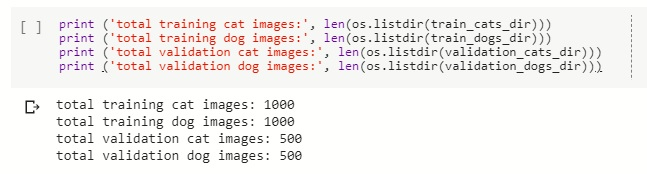 [ ] print ('total training cat images:', len(os.listdir(train_cats_dir)))
print ('total training dog images:', len(os.listdir(train_dogs_dir)))
print ('total validation cat images:', len(os.listdir(validation_cats_dir)))
print ('total validation dog images:', len(os.listdir(validation_dogs_dir)))
total training cat images: 1000
total training dog images: 1000
total validation cat images: 500
total validation dog images: 500